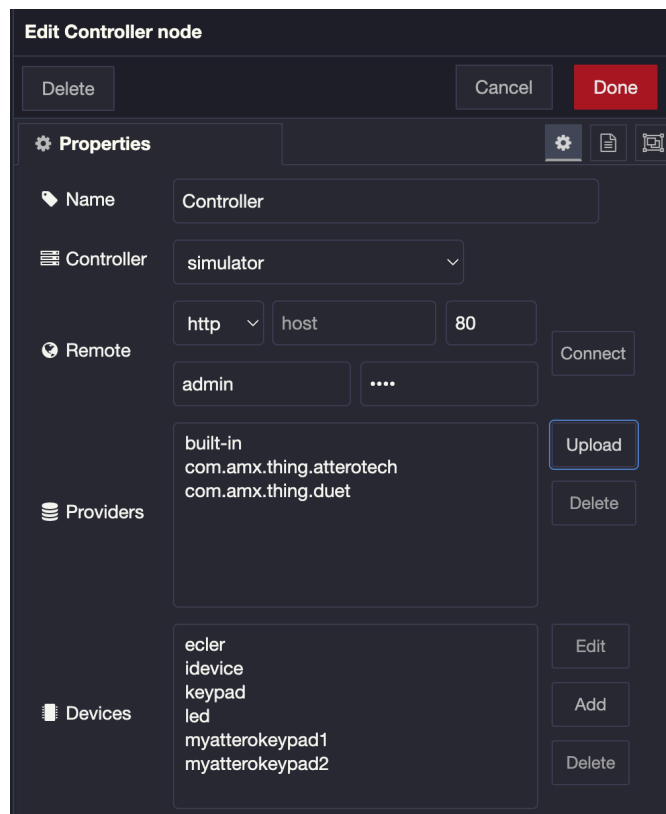 Edit Controller node
Delete
Cancel
Done
Properties
Name
Controller
Controller
simulator
Remote
http
host
80
Connect
admin
••••
Providers
built-in
com.amx.thing.atterotech
com.amx.thing.duet
Upload
Delete
Devices
ecler
idevice
keypad
led
myatterokeypad1
myatterokeypad2
Edit
Add
Delete